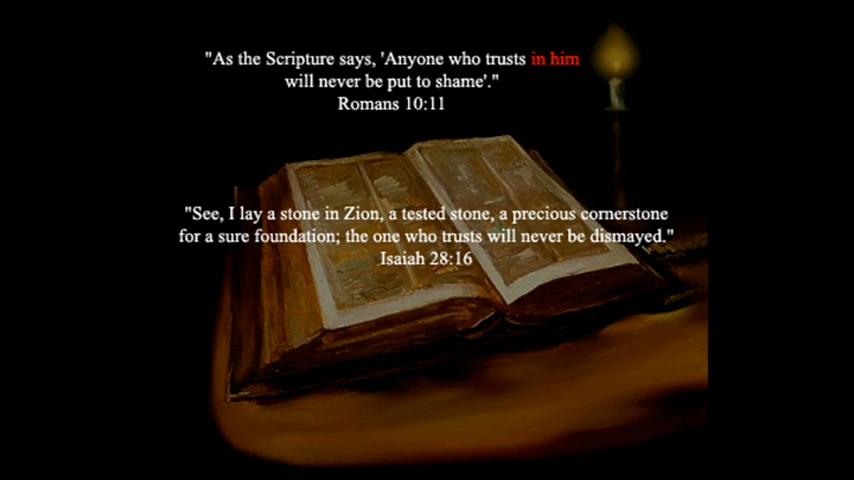 "As the Scripture says, 'Anyone who trusts in him
will never be put to shame'."
Romans 10:11
"See, I lay a stone in Zion, a tested stone, a precious cornerstone
for a sure foundation; the one who trusts will never be dismayed."
Isaiah 28:16